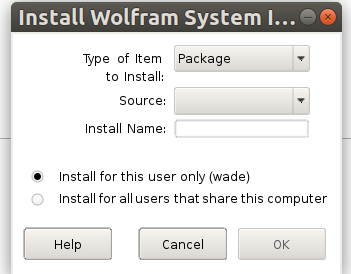 Install Wolfram System I...
Type of Item
to Install:
Package
Source:
Install Name:
Install for this user only (wade)
Install for all users that share this computer
Help
Cancel
OK